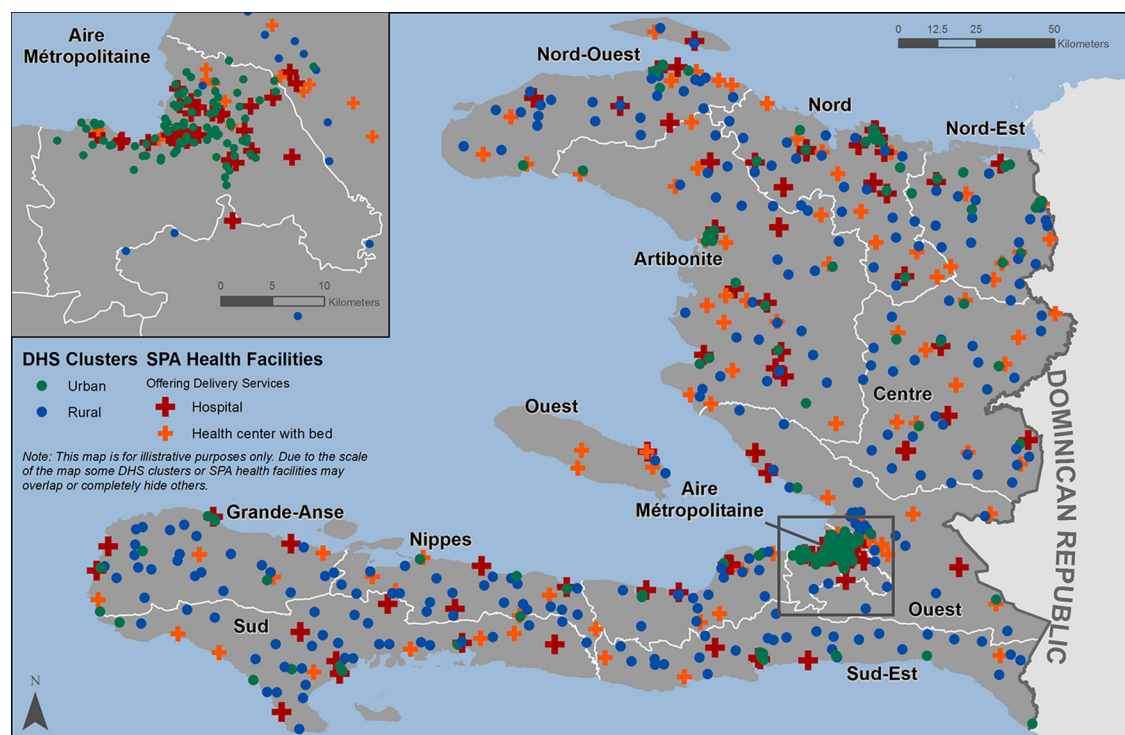 Aire
Métropolitaine
0 5 10
Kilometers
Nord-Ouest
0 12.5 25 50
Kilometers
Nord
Nord-Est
Artibonite
Centre
Ouest
Aire
Métropolitaine
DOMINICAN REPUBLIC
DHS Clusters SPA Health Facilities
Urban Offering Delivery Services
Rural Hospital
Health center with bed
Note: This map is for illistrative purposes only. Due to the scale
of the map some DHS clusters or SPA health facilities may
overlap or completely hide others.
Grande-Anse
Nippes
Sud
Ouest
Sud-Est
N